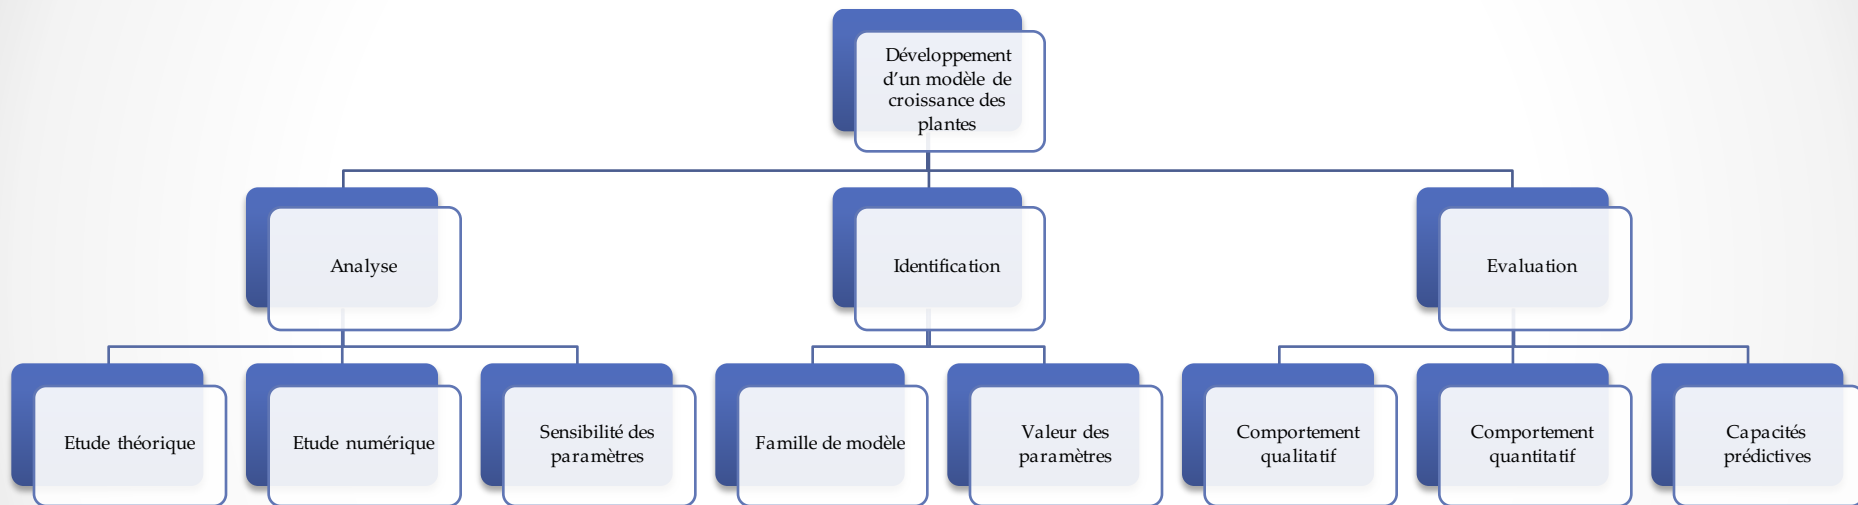 Développement
d’un modèle de
croissance des
plantes
Analyse
Identification
Evaluation
Etude théorique
Etude numérique
Sensibilité des
paramètres
Famille de modèle
Valeur des
paramètres
Comportement
qualitatif
Comportement
quantitatif
Capacités
prédictives